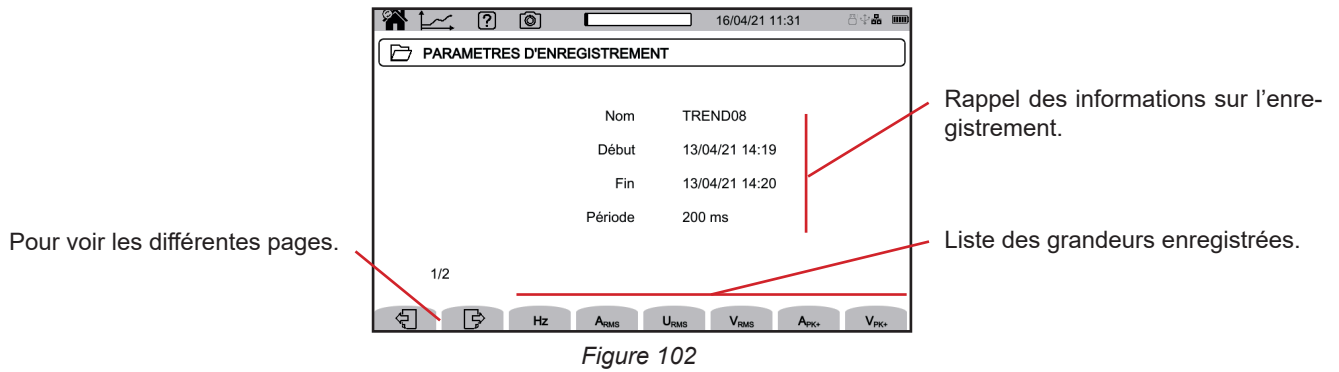 ? 16/04/21 11:31
PARAMETRES D'ENREGISTREMENT
Nom TREND08
Début 13/04/21 14:19
Fin 13/04/21 14:20
Période 200 ms
1/2
Hz ARMS URMS VRMS APK+ VPK+
Rappel des informations sur l'enre-
gistrement.
Pour voir les différentes pages.
Liste des grandeurs enregistrées.
Figure 102